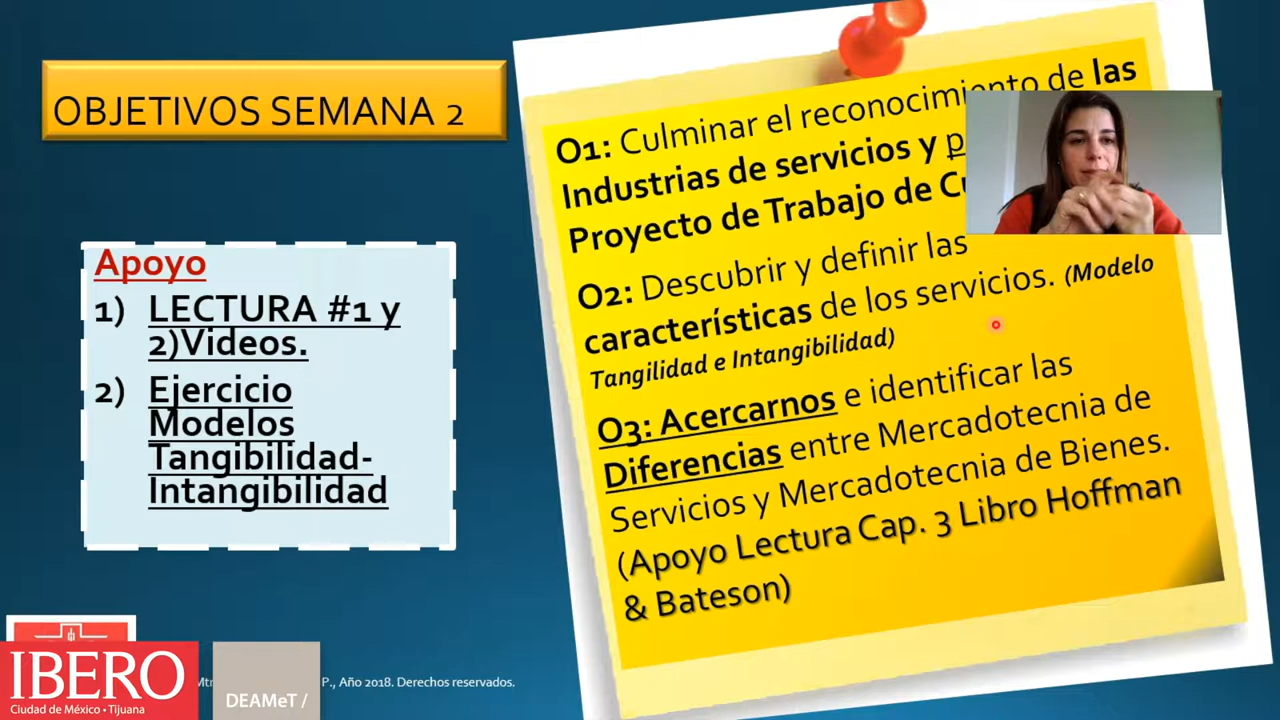 OBJETIVOS SEMANA 2
Apoyo
1) LECTURA #1 y
2)Videos.
2) Ejercicio
Modelos
Tangibilidad-
Intangibilidad
O1: Culminar el reconocimiento de las
Industrias de servicios y
Proyecto de Trabajo de
O2: Descubrir y definir las
características de los servicios. (Modelo
Tangilidad e Intangibilidad)
O3: Acercarnos e identificar las
Diferencias entre Mercadotecnia de
Servicios y Mercadotecnia de Bienes.
(Apoyo Lectura Cap. 3 Libro Hoffman
& Bateson)
P., Año 2018. Derechos reservados.
IBERO
Ciudad de México • Tijuana
DEAMeT /